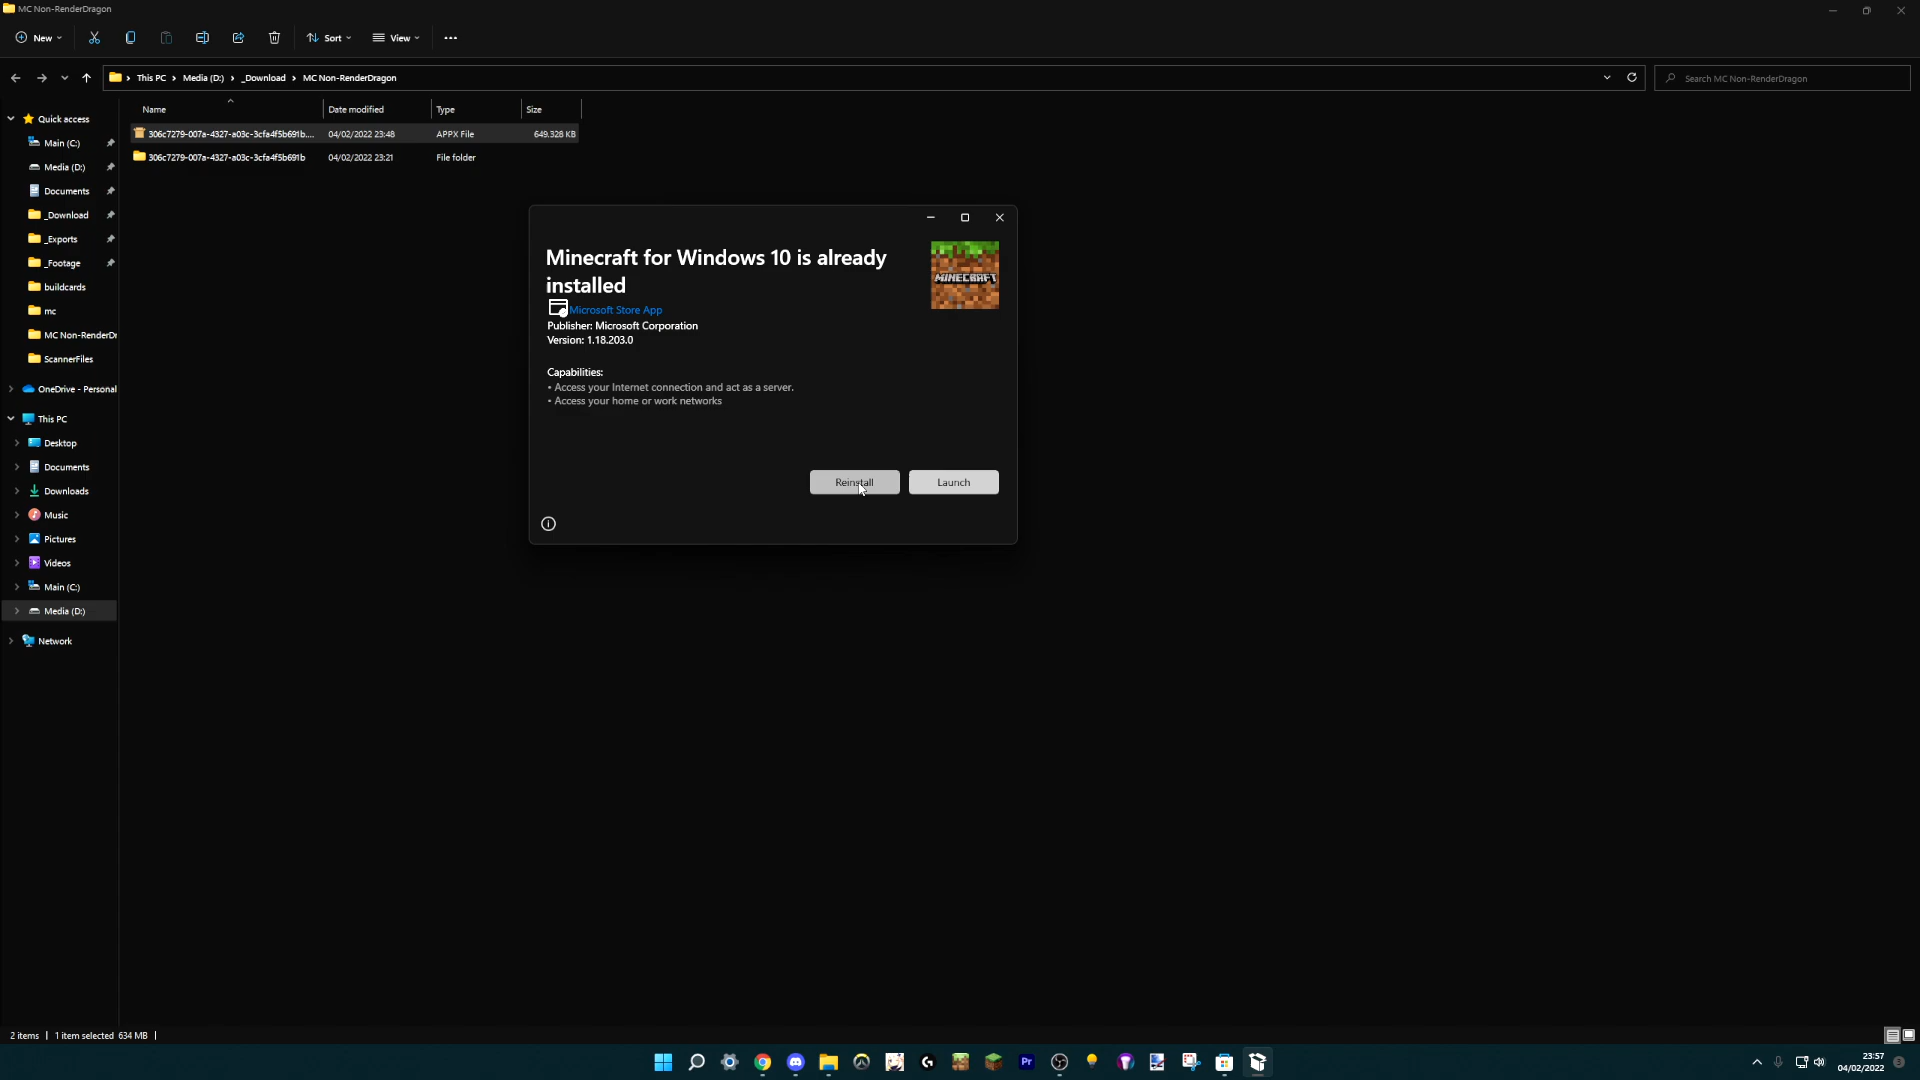 MC Non-RenderDragon
New
Sort
View
This PC
Media (D:)
_Download
MC Non-RenderDragon
Search MC Non-RenderDragon
Name
Date modified
Type
Size
306c7279-007a-4327-a03c-3cfa4f5b691b....
04/02/2022 23:48
APPX File
649.328 KB
306c7279-007a-4327-a03c-3cfa4f5b691b
04/02/2022 23:21
File folder
Quick access
Main (C:)
Media (D:)
Documents
_Download
_Exports
_Footage
buildcards
mc
MC Non-RenderDr
ScannerFiles
OneDrive - Personal
This PC
Desktop
Documents
Downloads
Music
Pictures
Videos
Main (C:)
Media (D:)
Network
Minecraft for Windows 10 is already
installed
MINECRAFT
Microsoft Store App
Publisher: Microsoft Corporation
Version: 1.18.203.0
Capabilities:
• Access your Internet connection and act as a server.
• Access your home or work networks
Reinstall
Launch
2 items
1 item selected
634 MB
Pr
23:57
04/02/2022
3